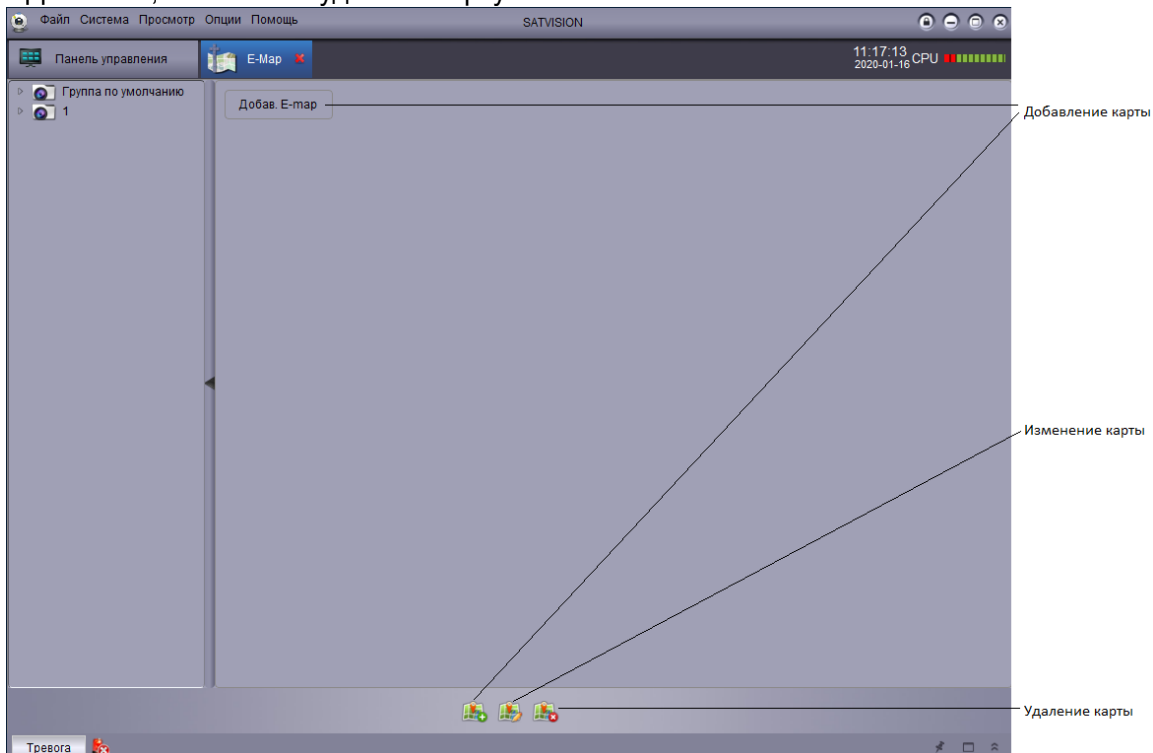 Файл Система Просмотр Опции Помощь SATVISION
Панель управления E-Map 11:17:13 CPU
2020-01-16
Группа по умолчанию
1
Добав. E-map
Добавление карты
Изменение карты
Удаление карты
Тревога